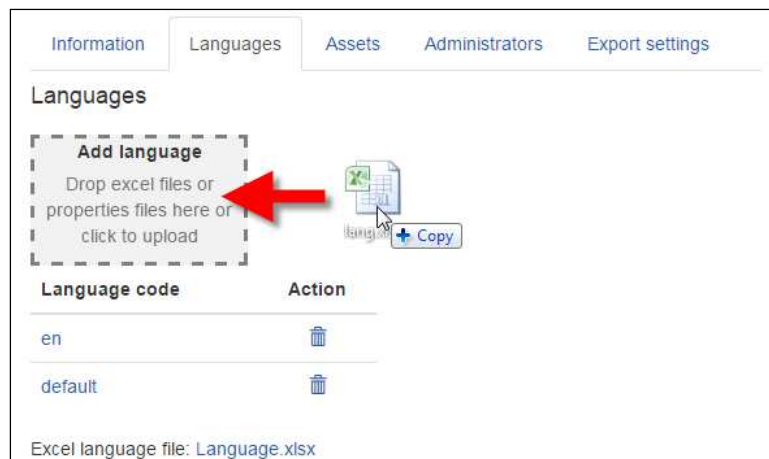 Information Languages Assets Administrators Export settings
Languages
Add language
Drop excel files or
properties files here or
click to upload
Copy
Language code Action
en
default
Excel language file: Language.xlsx